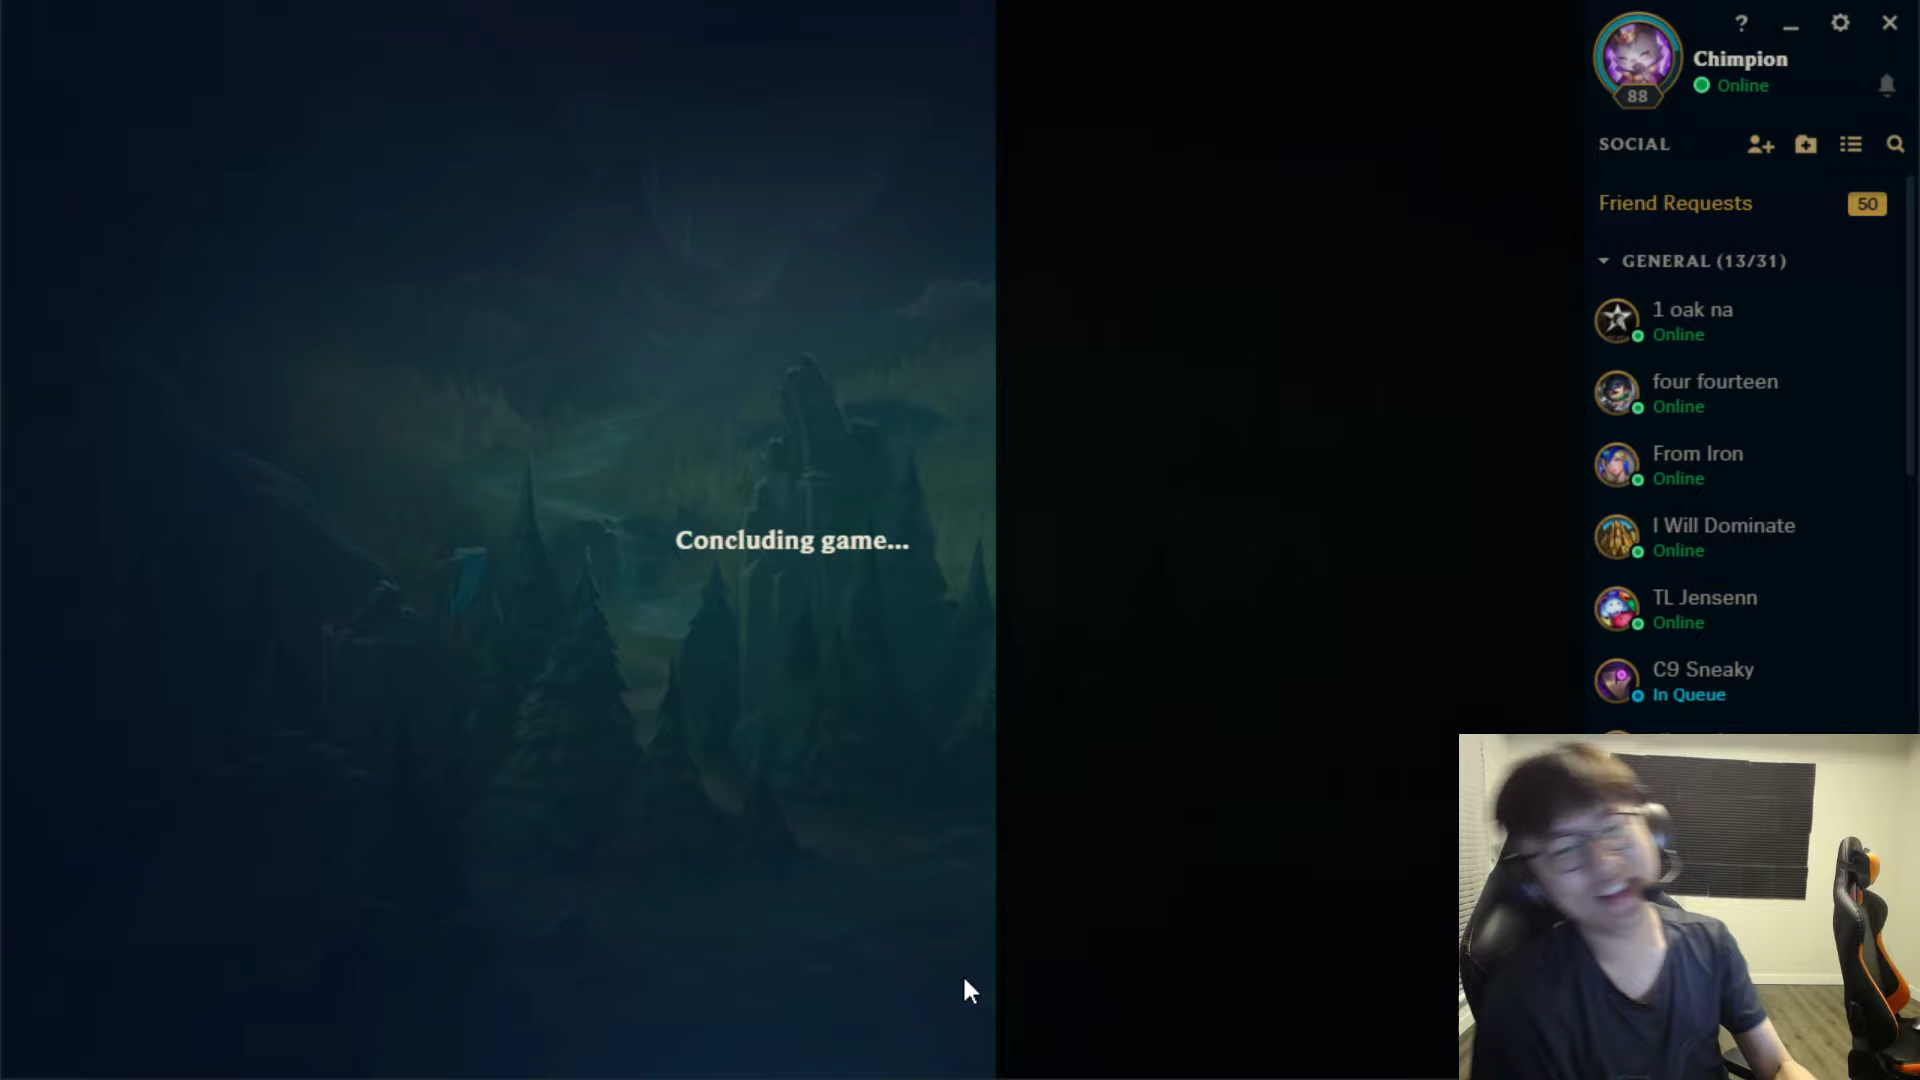 ?
Chimpion
Online
88
SOCIAL
Friend Requests
50
GENERAL (13/31)
1 oak na
Online
four fourteen
Online
From Iron
Online
I Will Dominate
Online
TL Jensenn
Online
C9 Sneaky
In Queue
Concluding game...